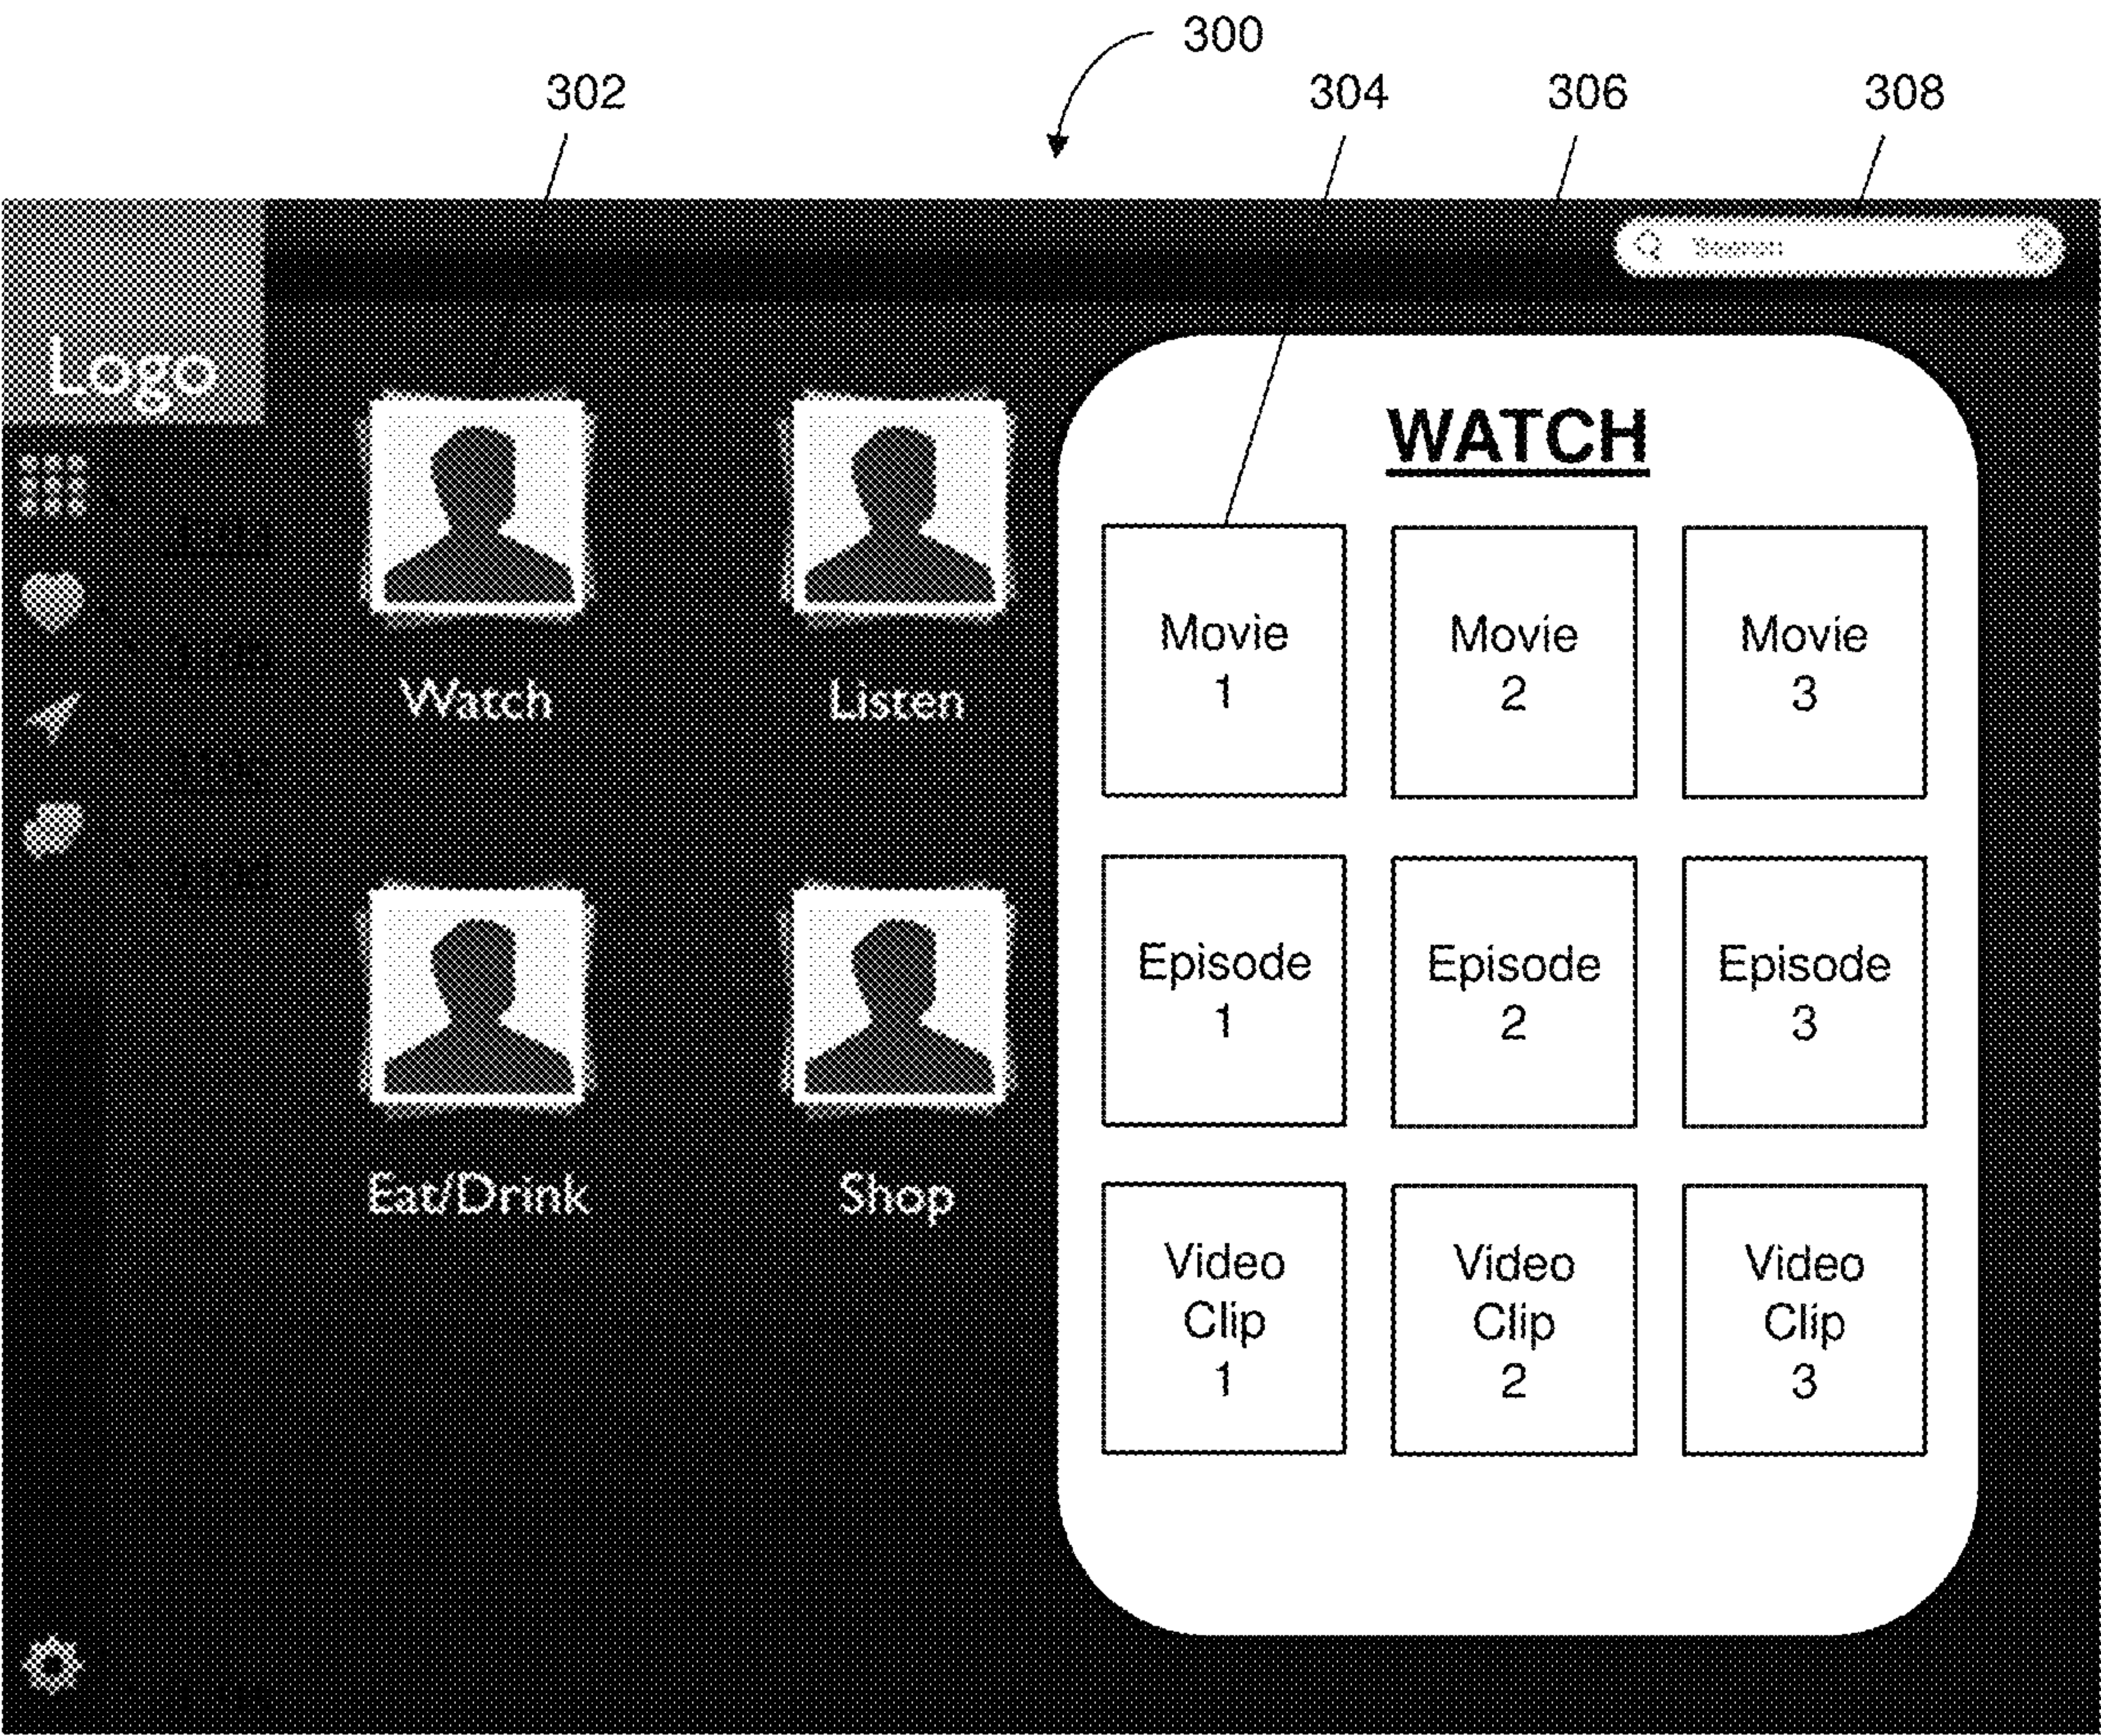 300
302
304
306
308
Search
Logo
WATCH
Movie
1
Movie
2
Movie
3
Watch
Listen
Episode
1
Episode
2
Episode
3
Eat/Drink
Shop
Video
Clip
1
Video
Clip
2
Video
Clip
3